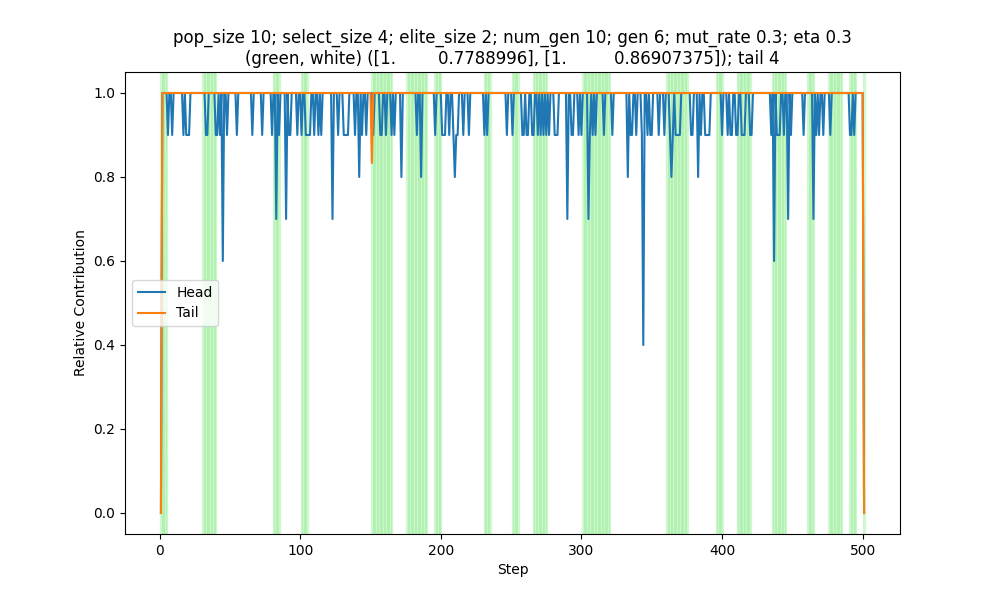 pop_size 10; select_size 4; elite_size 2; num_gen 10; gen 6; mut_rate 0.3; eta 0.3
(green, white) ([1. 0.7788996], [1. 0.86907375]); tail 4
1.0
0.8
0.6
0.4
0.2
0.0
Relative Contribution
Head
Tail
0 100 200 300 400 500
Step